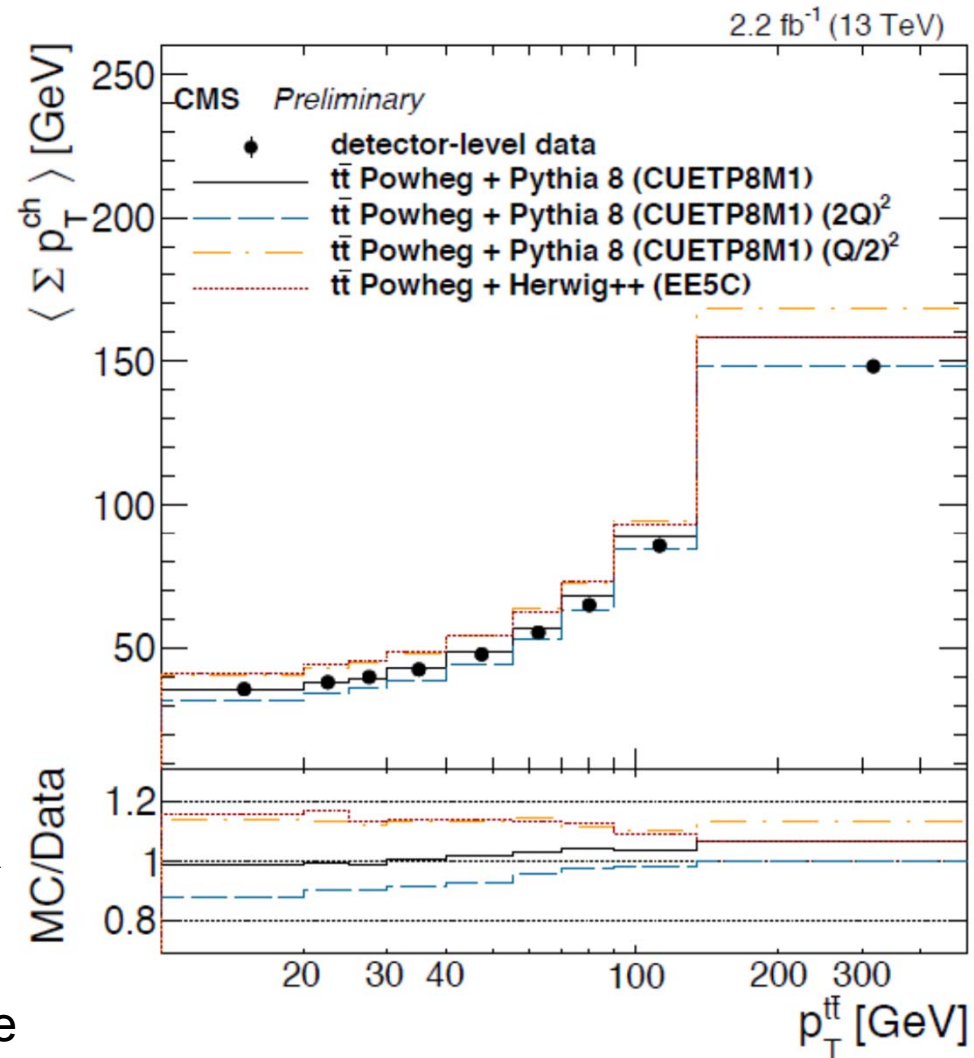 2.2 fb⁻¹ (13 TeV)
⟨ Σ p_T^ch ⟩ [GeV]
250
200
150
100
50
CMS Preliminary
detector-level data
tt̄ Powheg + Pythia 8 (CUETP8M1)
tt̄ Powheg + Pythia 8 (CUETP8M1) (2Q)²
tt̄ Powheg + Pythia 8 (CUETP8M1) (Q/2)²
tt̄ Powheg + Herwig++ (EE5C)
MC/Data
1.2
1
0.8
20 30 40 100 200 300
p_T^tt̄ [GeV]
e